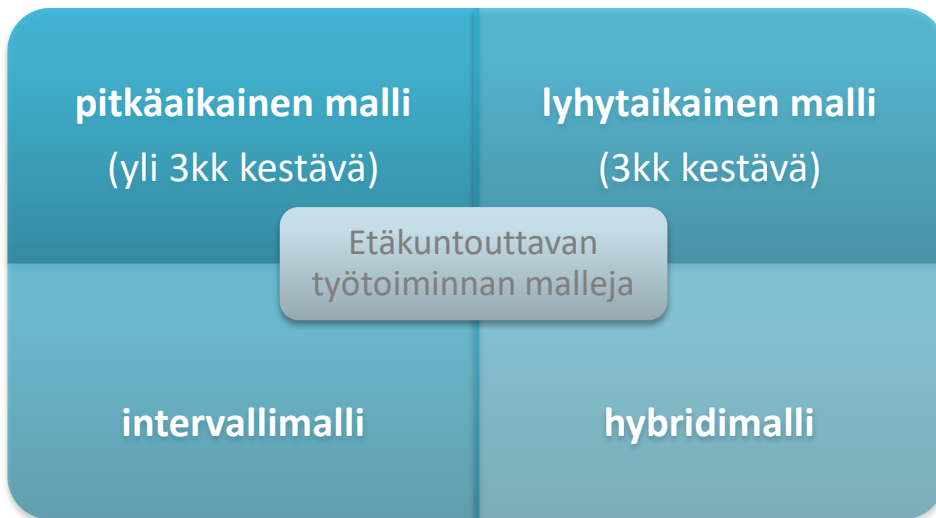 pitkäaikainen malli
(yli 3kk kestävä)
lyhytaikainen malli
(3kk kestävä)
Etäkuntouttavan
työtoiminnan malleja
intervallimalli
hybridimalli